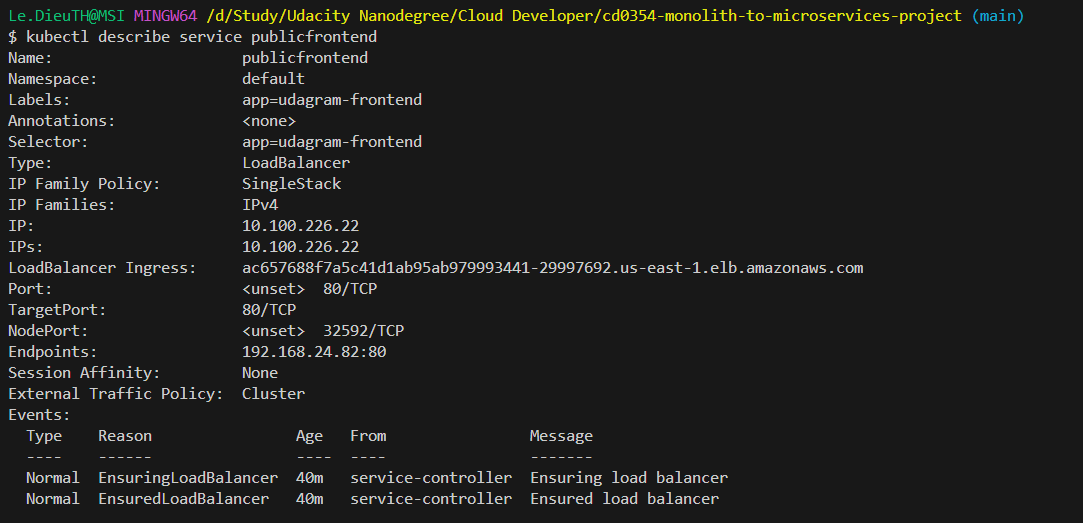 Le.DieuTH@MSI MINGW64 /d/Study/Udacity Nanodegree/Cloud Developer/cd0354-monolith-to-microservices-project (main)
$ kubectl describe service publicfrontend
Name:                     publicfrontend
Namespace:                default
Labels:                   app=udagram-frontend
Annotations:              <none>
Selector:                 app=udagram-frontend
Type:                     LoadBalancer
IP Family Policy:         SingleStack
IP Families:              IPv4
IP:                       10.100.226.22
IPs:                      10.100.226.22
LoadBalancer Ingress:     ac657688f7a5c41d1ab95ab979993441-29997692.us-east-1.elb.amazonaws.com
Port:                     <unset>  80/TCP
TargetPort:               80/TCP
NodePort:                 <unset>  32592/TCP
Endpoints:                192.168.24.82:80
Session Affinity:         None
External Traffic Policy:  Cluster
Events:
  Type    Reason                Age   From                Message
  ----    ------                ----  ----                -------
  Normal  EnsuringLoadBalancer  40m   service-controller  Ensuring load balancer
  Normal  EnsuredLoadBalancer   40m   service-controller  Ensured load balancer